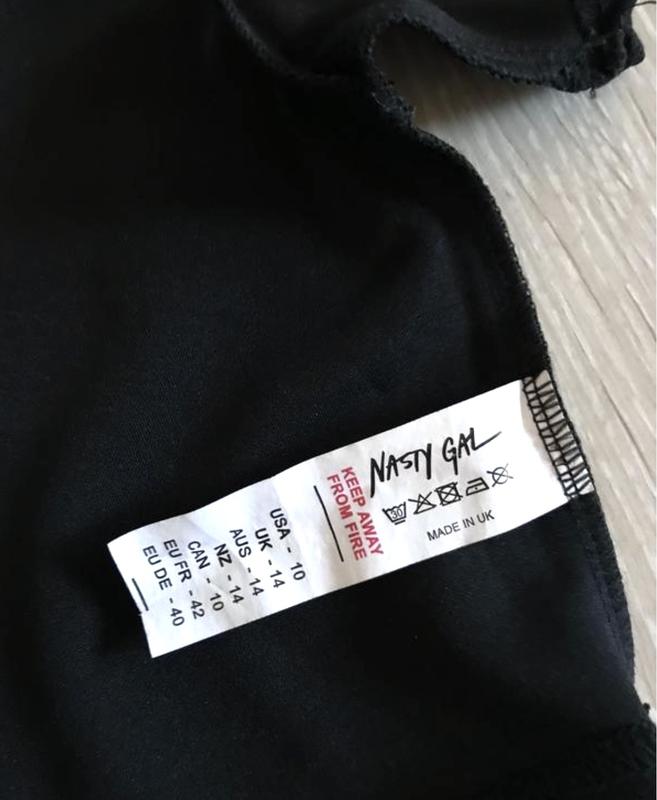 NASTY GAL
30
MADE IN UK
KEEP AWAY
FROM FIRE
USA - 10
UK - 14
AUS - 14
NZ - 14
CAN - 10
EU FR - 42
EU DE - 40